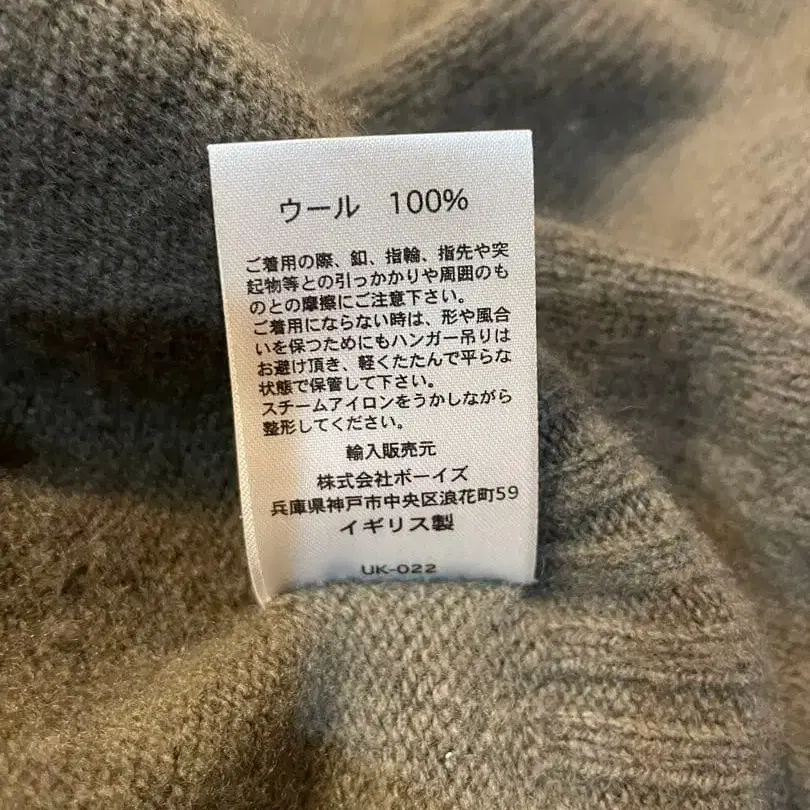 ウール 100%
ご着用の際、釦、指輪、指先や突
起物等との引っかかりや周囲のも
のとの摩擦にご注意下さい。
ご着用にならない時は、形や風合
いを保つためにもハンガー吊りは
お避け頂き、軽くたたんで平らな
状態で保管して下さい。
スチームアイロンをうかしながら
整形してください。
輸入販売元
株式会社ボーイズ
兵庫県神戸市中央区浪花町59
イギリス製
UK-022